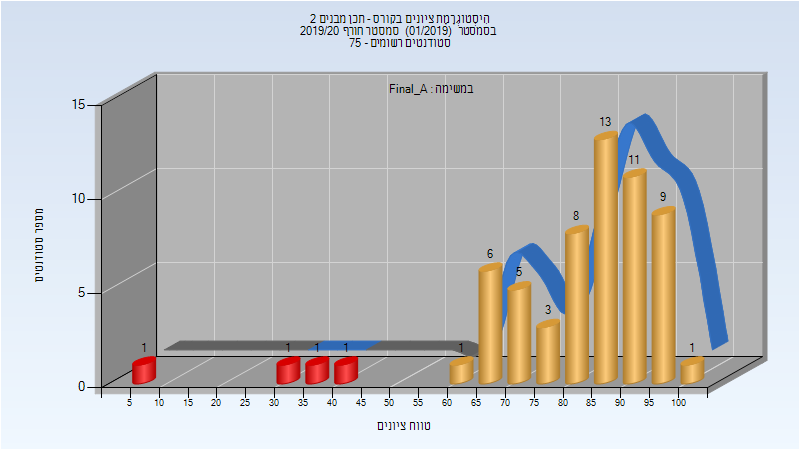 היסטוגרמת ציונים בקורס - תכן מבנים 2
בסמסטר (01/2019) סמסטר חורף 2019/20
סטודנטים רשומים - 75
במשימה : Final_A
מספר סטודנטים
15
10
5
0
1
1
1
1
1
6
5
3
8
13
11
9
1
5 10 15 20 25 30 35 40 45 50 55 60 65 70 75 80 85 90 95 100
טווח ציונים